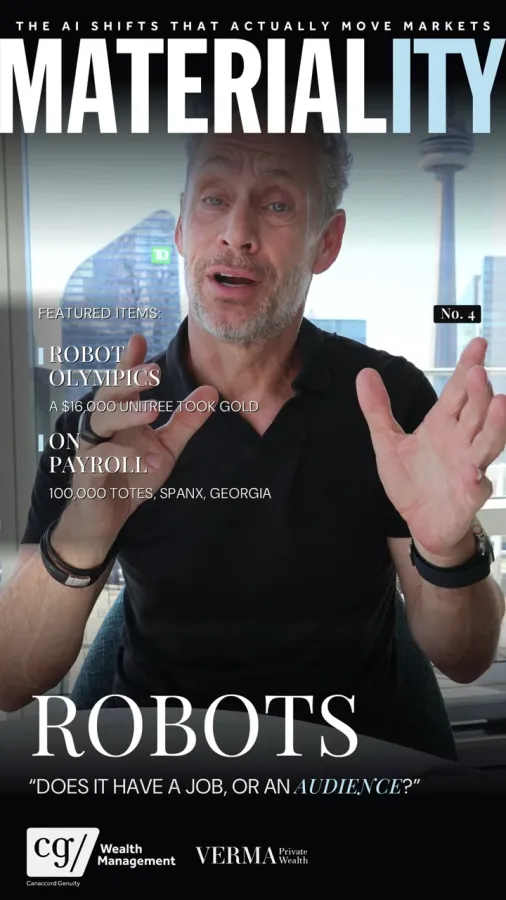 THE AI SHIFTS THAT ACTUALLY MOVE MARKETS
MATERIALITY
TD
FEATURED ITEMS:
No. 4
ROBOT
OLYMPICS
A $16,000 UNITREE TOOK GOLD
ON
PAYROLL
100,000 TOTES, SPANX, GEORGIA
ROBOTS
“DOES IT HAVE A JOB, OR AN AUDIENCE?”
cg/ Wealth
Management
Canaccord Genuity
VERMA Private
Wealth